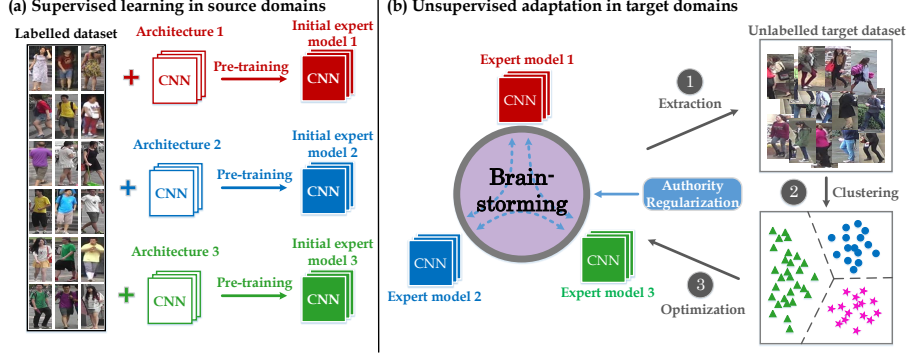 (a) Supervised learning in source domains
Labelled dataset
Architecture 1
CNN
Pre-training
Initial expert
model 1
CNN
Architecture 2
CNN
Pre-training
Initial expert
model 2
CNN
Architecture 3
CNN
Pre-training
Initial expert
model 3
CNN
(b) Unsupervised adaptation in target domains
Expert model 1
CNN
Brain-
storming
CNN
Expert model 2
CNN
Expert model 3
Authority
Regularization
1
Extraction
Unlabelled target dataset
2
Clustering
3
Optimization